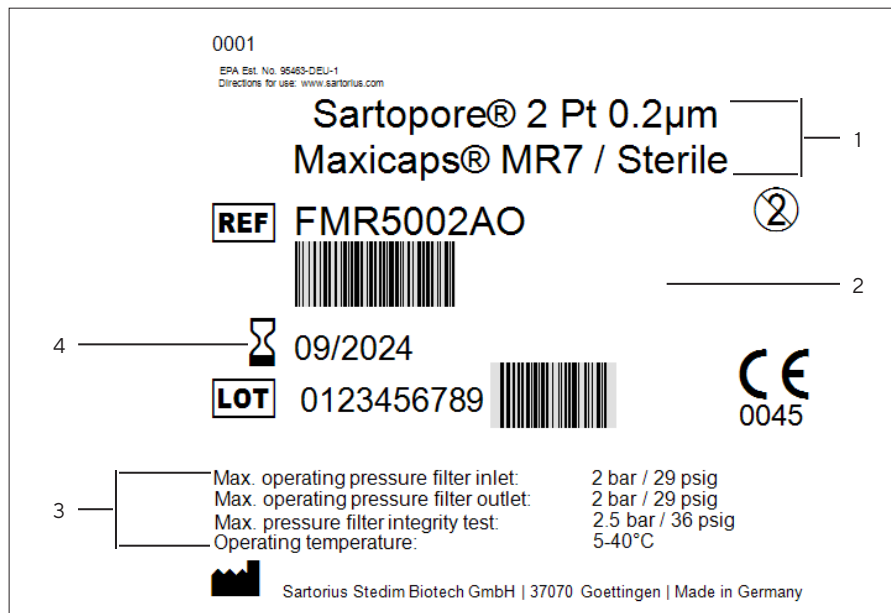 0001
EPA Est. No. 95463-DEU-1
Directions for use: www.sartorius.com
Sartopore® 2 Pt 0.2µm
Maxicaps® MR7 / Sterile
1
2
REF FMR5002AO
2
4 09/2024
LOT 0123456789
CE
0045
3
Max. operating pressure filter inlet: 2 bar / 29 psig
Max. operating pressure filter outlet: 2 bar / 29 psig
Max. pressure filter integrity test: 2.5 bar / 36 psig
Operating temperature: 5-40°C
Sartorius Stedim Biotech GmbH | 37070 Goettingen | Made in Germany